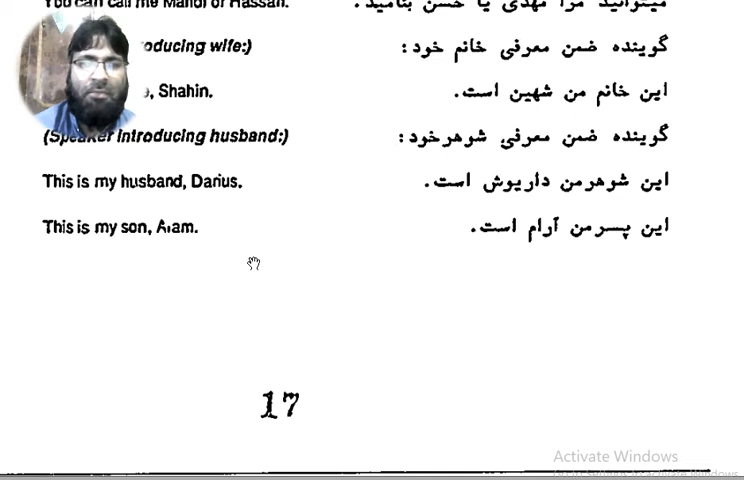 You can call me Mahdi or Hassan. میتوانید مرا مهدی یا حسن بنامید.
oducing wife:) گوینده ضمن معرفی خانم خود:
, Shahin. این خانم من شهین است.
(Speaker introducing husband:) گوینده ضمن معرفی شوهرخود:
This is my husband, Darius. این شوهرمن داریوش است.
This is my son, Aram. این پسرمن آرام است.
17
Activate Windows